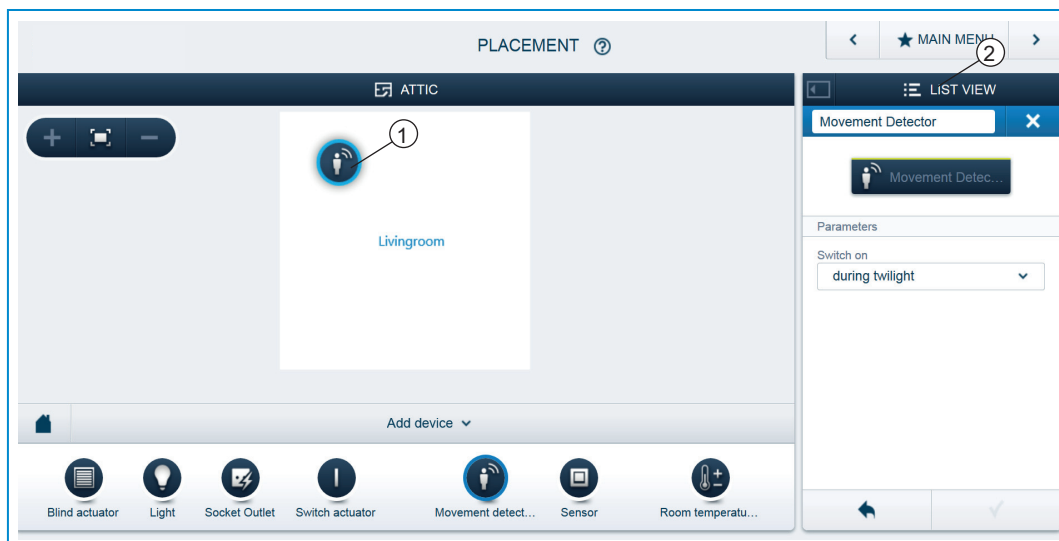 PLACEMENT ?
MAIN MENU
2
ATTIC
LIST VIEW
1
Movement Detector
Movement Detec...
Livingroom
Parameters
Switch on
during twilight
Add device
Blind actuator
Light
Socket Outlet
Switch actuator
Movement detect...
Sensor
Room temperatu...